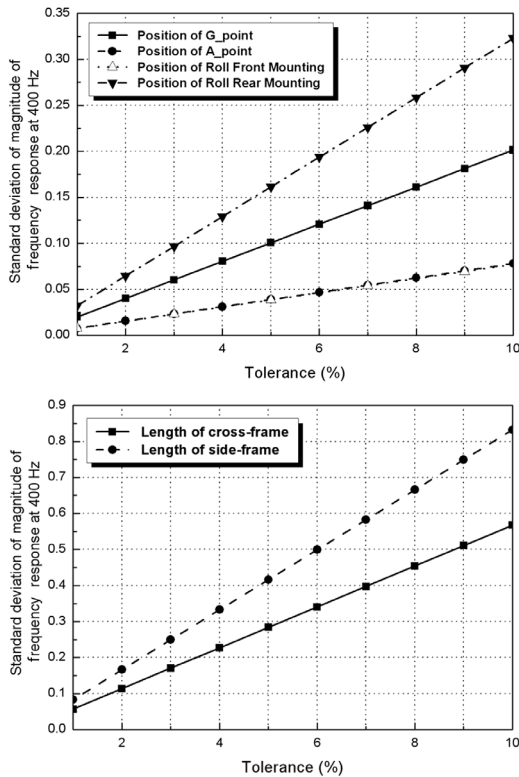 0.35
0.30
0.25
0.20
0.15
0.10
0.05
0.00
Standard deviation of magnitude of
frequency response at 400 Hz
Position of G_point
Position of A_point
Position of Roll Front Mounting
Position of Roll Rear Mounting
2
4
6
8
10
Tolerance (%)
0.9
0.8
0.7
0.6
0.5
0.4
0.3
0.2
0.1
0.0
Standard deviation of magnitude of
frequency response at 400 Hz
Length of cross-frame
Length of side-frame
2
4
6
8
10
Tolerance (%)